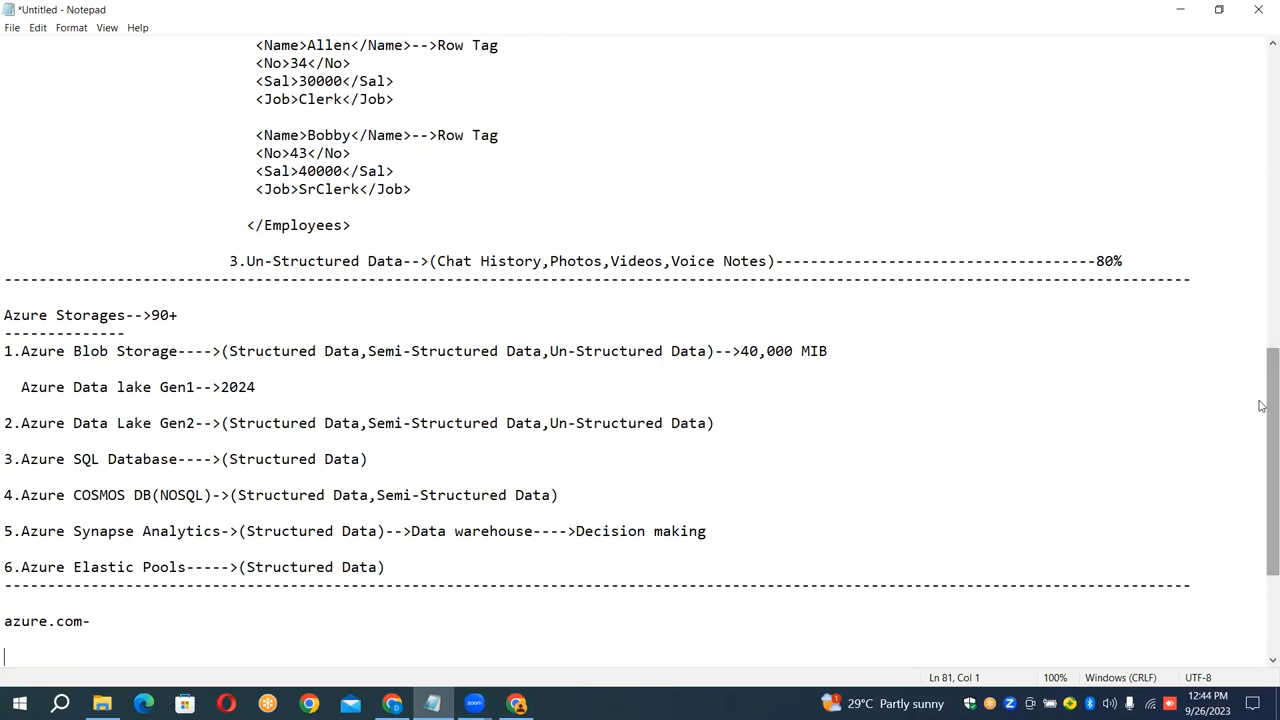 *Untitled - Notepad
File Edit Format View Help
<Name>Allen</Name>-->Row Tag
<No>34</No>
<Sal>30000</Sal>
<Job>Clerk</Job>
<Name>Bobby</Name>-->Row Tag
<No>43</No>
<Sal>40000</Sal>
<Job>SrClerk</Job>
</Employees>
3.Un-Structured Data-->(Chat History,Photos,Videos,Voice Notes)-------------------------------------80%
-----------------------------------------------------------------------------------------------------------------------------------------
Azure Storages-->90+
--------------
1.Azure Blob Storage---->(Structured Data,Semi-Structured Data,Un-Structured Data)-->40,000 MIB
Azure Data lake Gen1-->2024
2.Azure Data Lake Gen2-->(Structured Data,Semi-Structured Data,Un-Structured Data)
3.Azure SQL Database---->(Structured Data)
4.Azure COSMOS DB(NOSQL)->(Structured Data,Semi-Structured Data)
5.Azure Synapse Analytics->(Structured Data)-->Data warehouse---->Decision making
6.Azure Elastic Pools----->(Structured Data)
-----------------------------------------------------------------------------------------------------------------------------------------
azure.com-
Ln 81, Col 1 100% Windows (CRLF) UTF-8
29°C Partly sunny
12:44 PM
9/26/2023